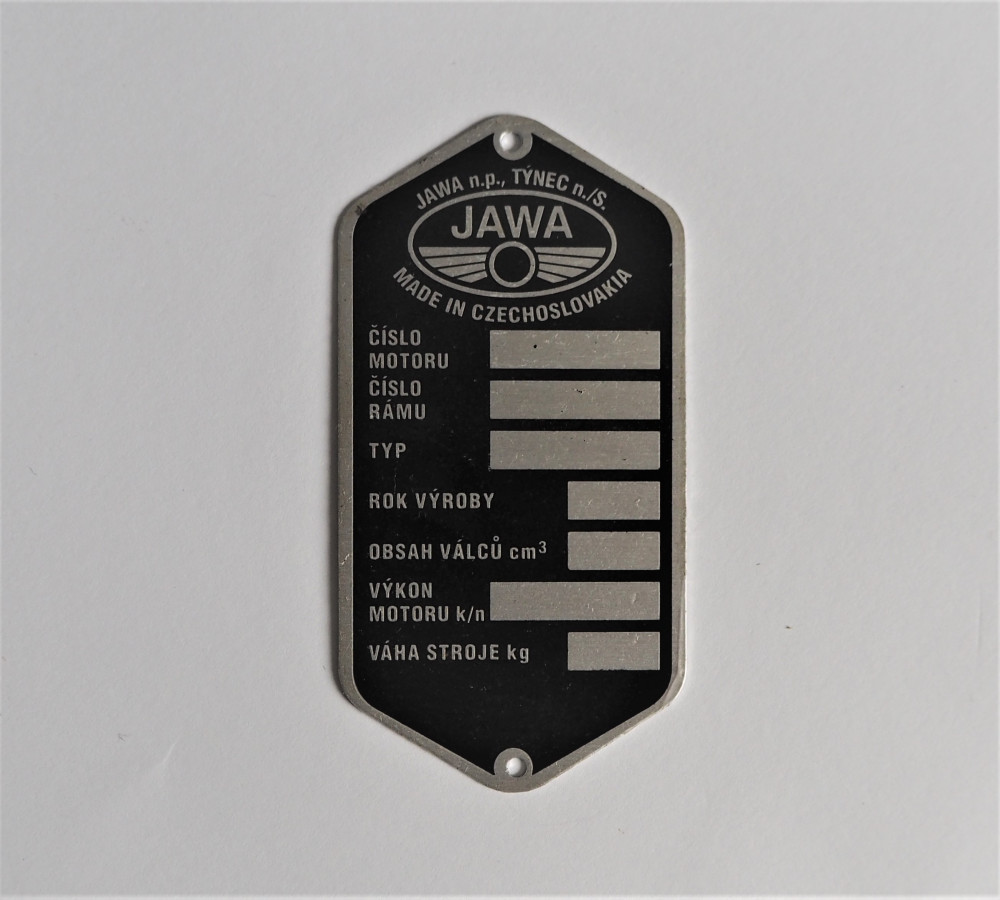 JAWA n.p., TÝNEC n./S.
JAWA
MADE IN CZECHOSLOVAKIA
ČÍSLO
MOTORU
ČÍSLO
RÁMU
TYP
ROK VÝROBY
OBSAH VÁLCŮ cm³
VÝKON
MOTORU k/n
VÁHA STROJE kg